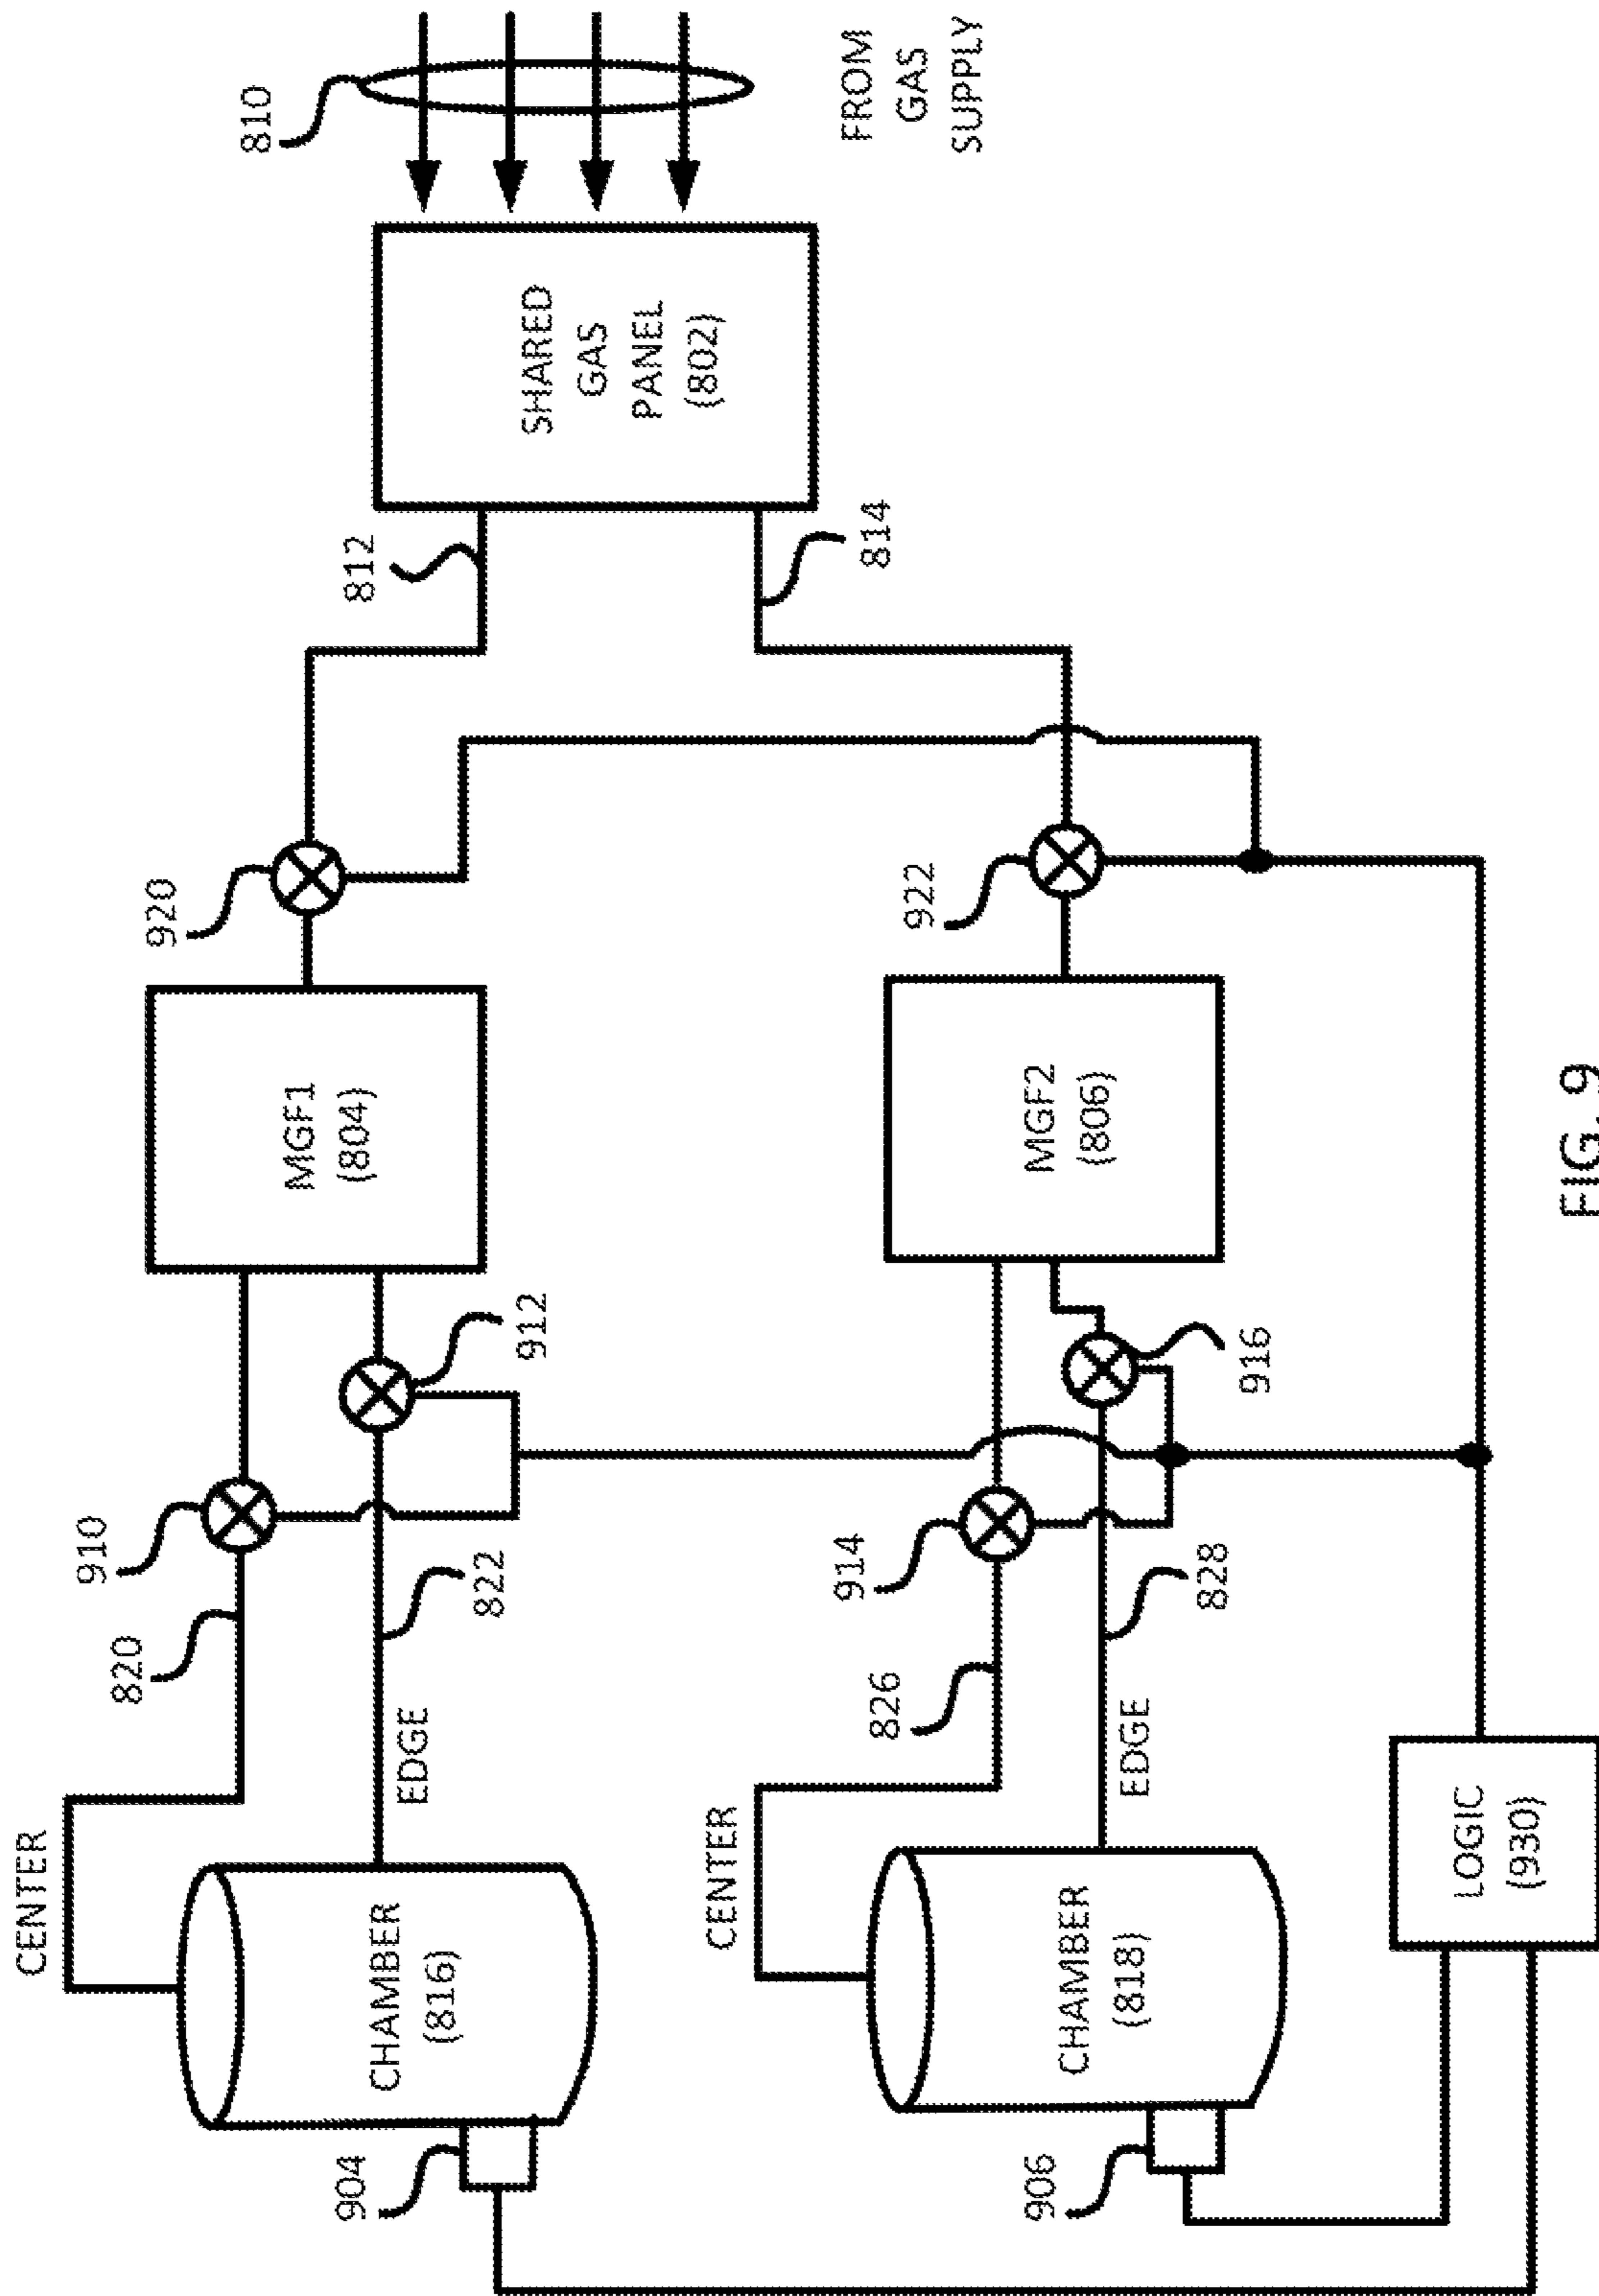 810
FROM
GAS
SUPPLY
SHARED
GAS
PANEL
(802)
812
814
920
922
MGF1
(804)
MGF2
(806)
910
912
914
916
820
822
826
828
CENTER
EDGE
CENTER
EDGE
CHAMBER
(816)
CHAMBER
(818)
904
906
LOGIC
(930)
FIG. 9